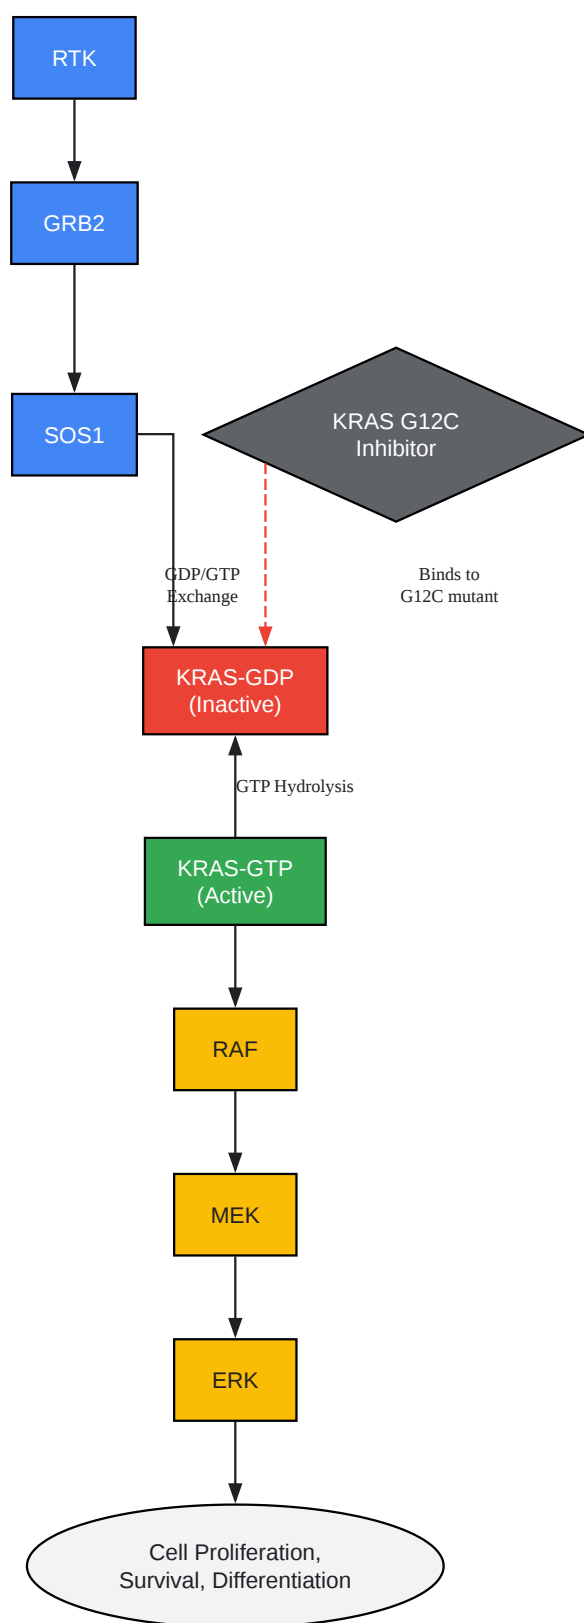 RTK
GRB2
SOS1
KRAS G12C
Inhibitor
GDP/GTP
Exchange
Binds to
G12C mutant
KRAS-GDP
(Inactive)
GTP Hydrolysis
KRAS-GTP
(Active)
RAF
MEK
ERK
Cell Proliferation,
Survival, Differentiation